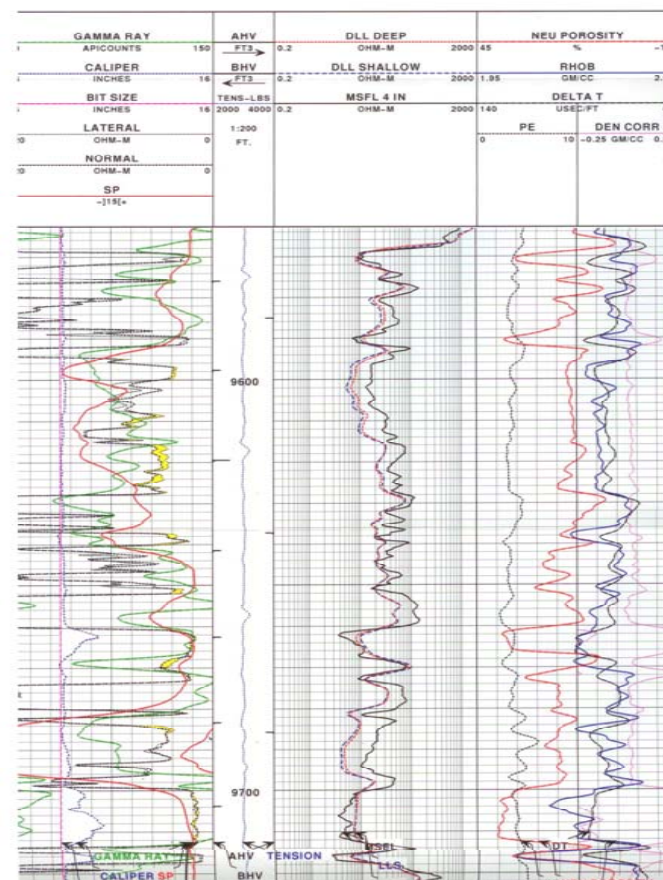 GAMMA RAY AHV DLL DEEP NEU POROSITY
APICOUNTS 150 FT3 0.2 OHM-M 2000 45 %
CALIPER BHV DLL SHALLOW RHOB
INCHES 16 FT3 0.2 OHM-M 2000 1.95 GM/CC
BIT SIZE TENS-LBS MSFL 4 IN DELTA T
INCHES 16 2000 4000 0.2 OHM-M 2000 140 USEC/FT
LATERAL 1:200 PE DEN CORR
OHM-M 0 FT. 0 10 -0.25 GM/CC
NORMAL
OHM-M 0
SP
-]15[+
9600
9700
MSFL DT
GAMMA RAY AHV TENSION LLS
CALIPER SP BHV